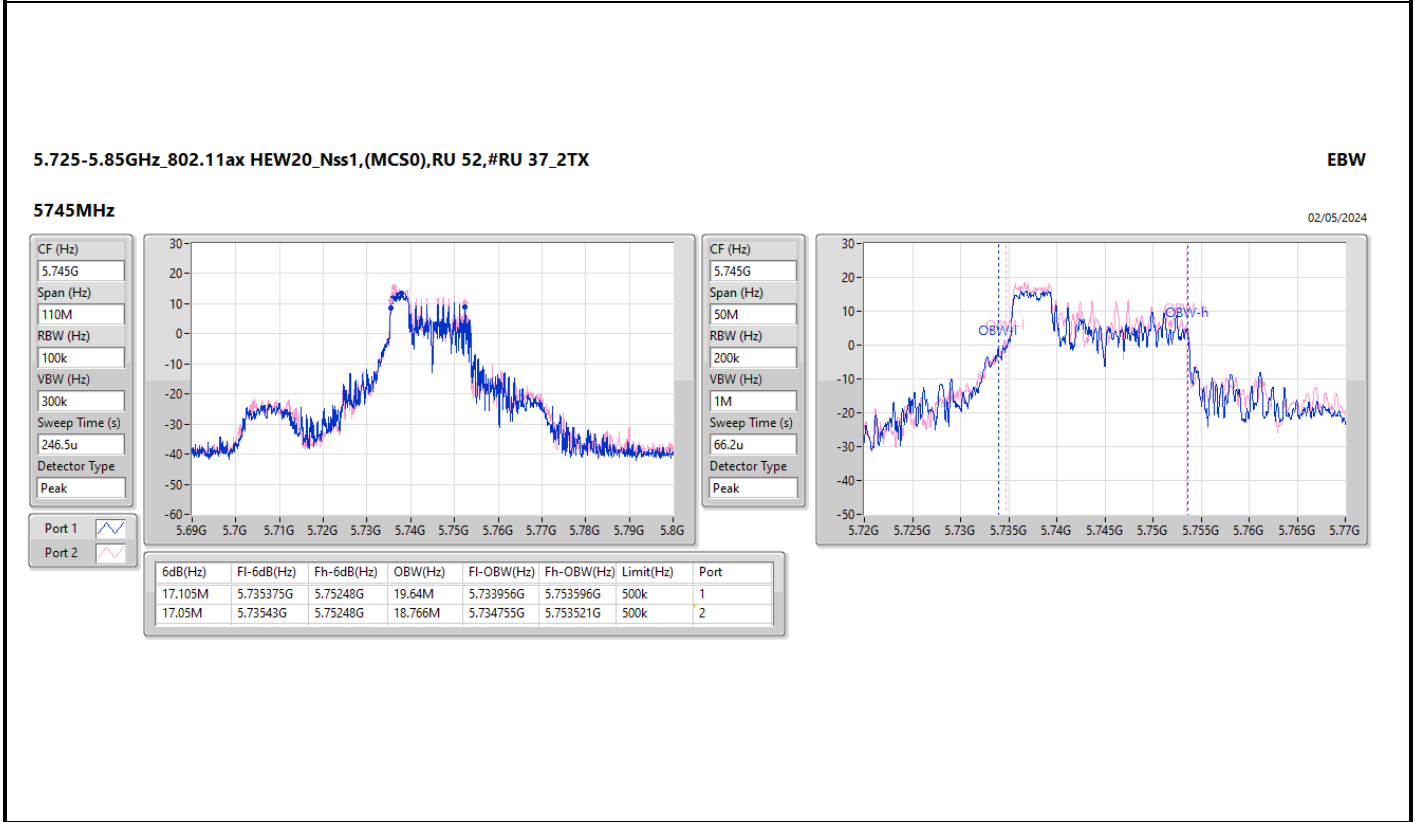 5.725-5.85GHz_802.11ax HEW20_Nss1,(MCS0),RU 52,#RU 37_2TX
EBW
5745MHz
02/05/2024
CF (Hz)
5.745G
Span (Hz)
110M
RBW (Hz)
100k
VBW (Hz)
300k
Sweep Time (s)
246.5u
Detector Type
Peak
Port 1
Port 2
30
20
10
0
-10
-20
-30
-40
-50
-60
5.69G 5.7G 5.71G 5.72G 5.73G 5.74G 5.75G 5.76G 5.77G 5.78G 5.79G 5.8G
CF (Hz)
5.745G
Span (Hz)
50M
RBW (Hz)
200k
VBW (Hz)
1M
Sweep Time (s)
66.2u
Detector Type
Peak
30
20
10
0
-10
-20
-30
-40
-50
OBW-l
OBW-h
5.72G 5.725G 5.73G 5.735G 5.74G 5.745G 5.75G 5.755G 5.76G 5.765G 5.77G
6dB(Hz) Fl-6dB(Hz) Fh-6dB(Hz) OBW(Hz) Fl-OBW(Hz) Fh-OBW(Hz) Limit(Hz) Port
17.105M 5.735375G 5.75248G 19.64M 5.733956G 5.753596G 500k 1
17.05M 5.73543G 5.75248G 18.766M 5.734755G 5.753521G 500k 2